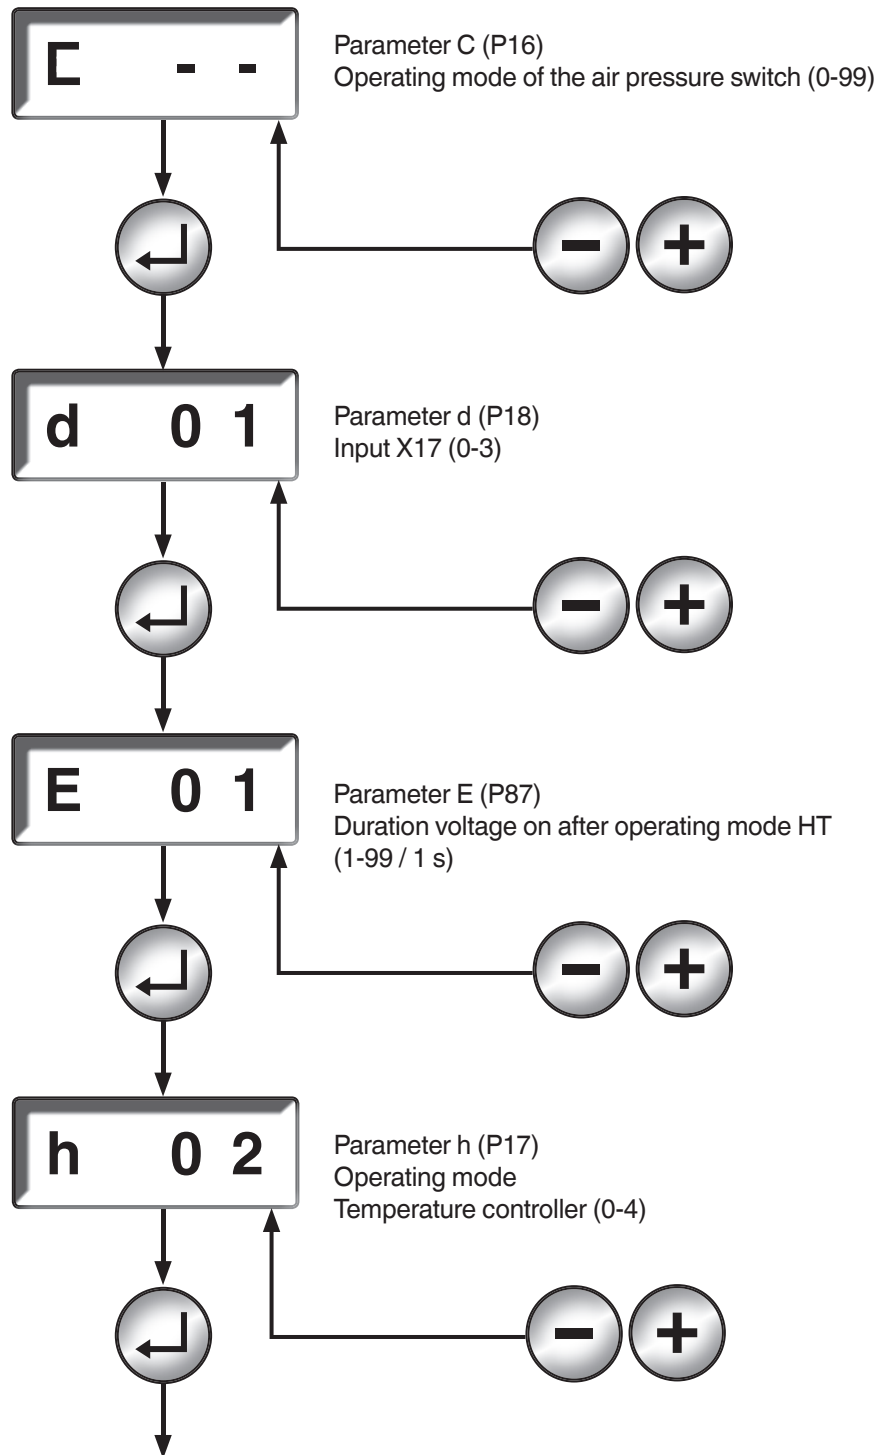 C - -
Parameter C (P16)
Operating mode of the air pressure switch (0-99)
- +
d 0 1
Parameter d (P18)
Input X17 (0-3)
- +
E 0 1
Parameter E (P87)
Duration voltage on after operating mode HT
(1-99 / 1 s)
- +
h 0 2
Parameter h (P17)
Operating mode
Temperature controller (0-4)
- +